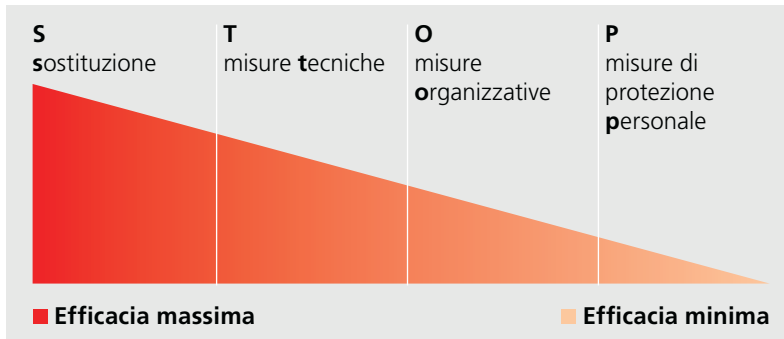 S
sostituzione
T
misure tecniche
O
misure
organizzative
P
misure di
protezione
personale
Efficacia massima
Efficacia minima